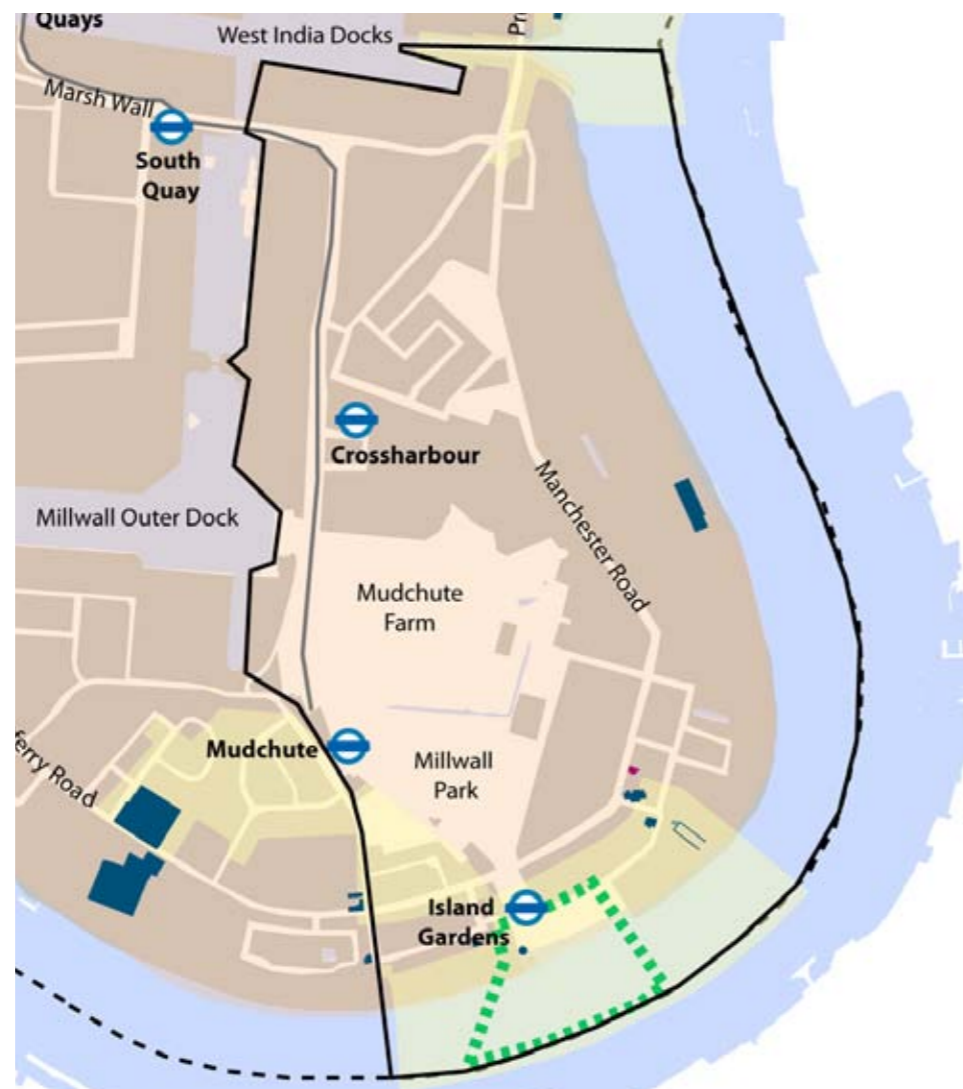 Quays
West India Docks
Marsh Wall
South
Quay
Crossharbour
Manchester Road
Millwall Outer Dock
Mudchute
Farm
Mudchute
Millwall
Park
ferry Road
Island
Gardens